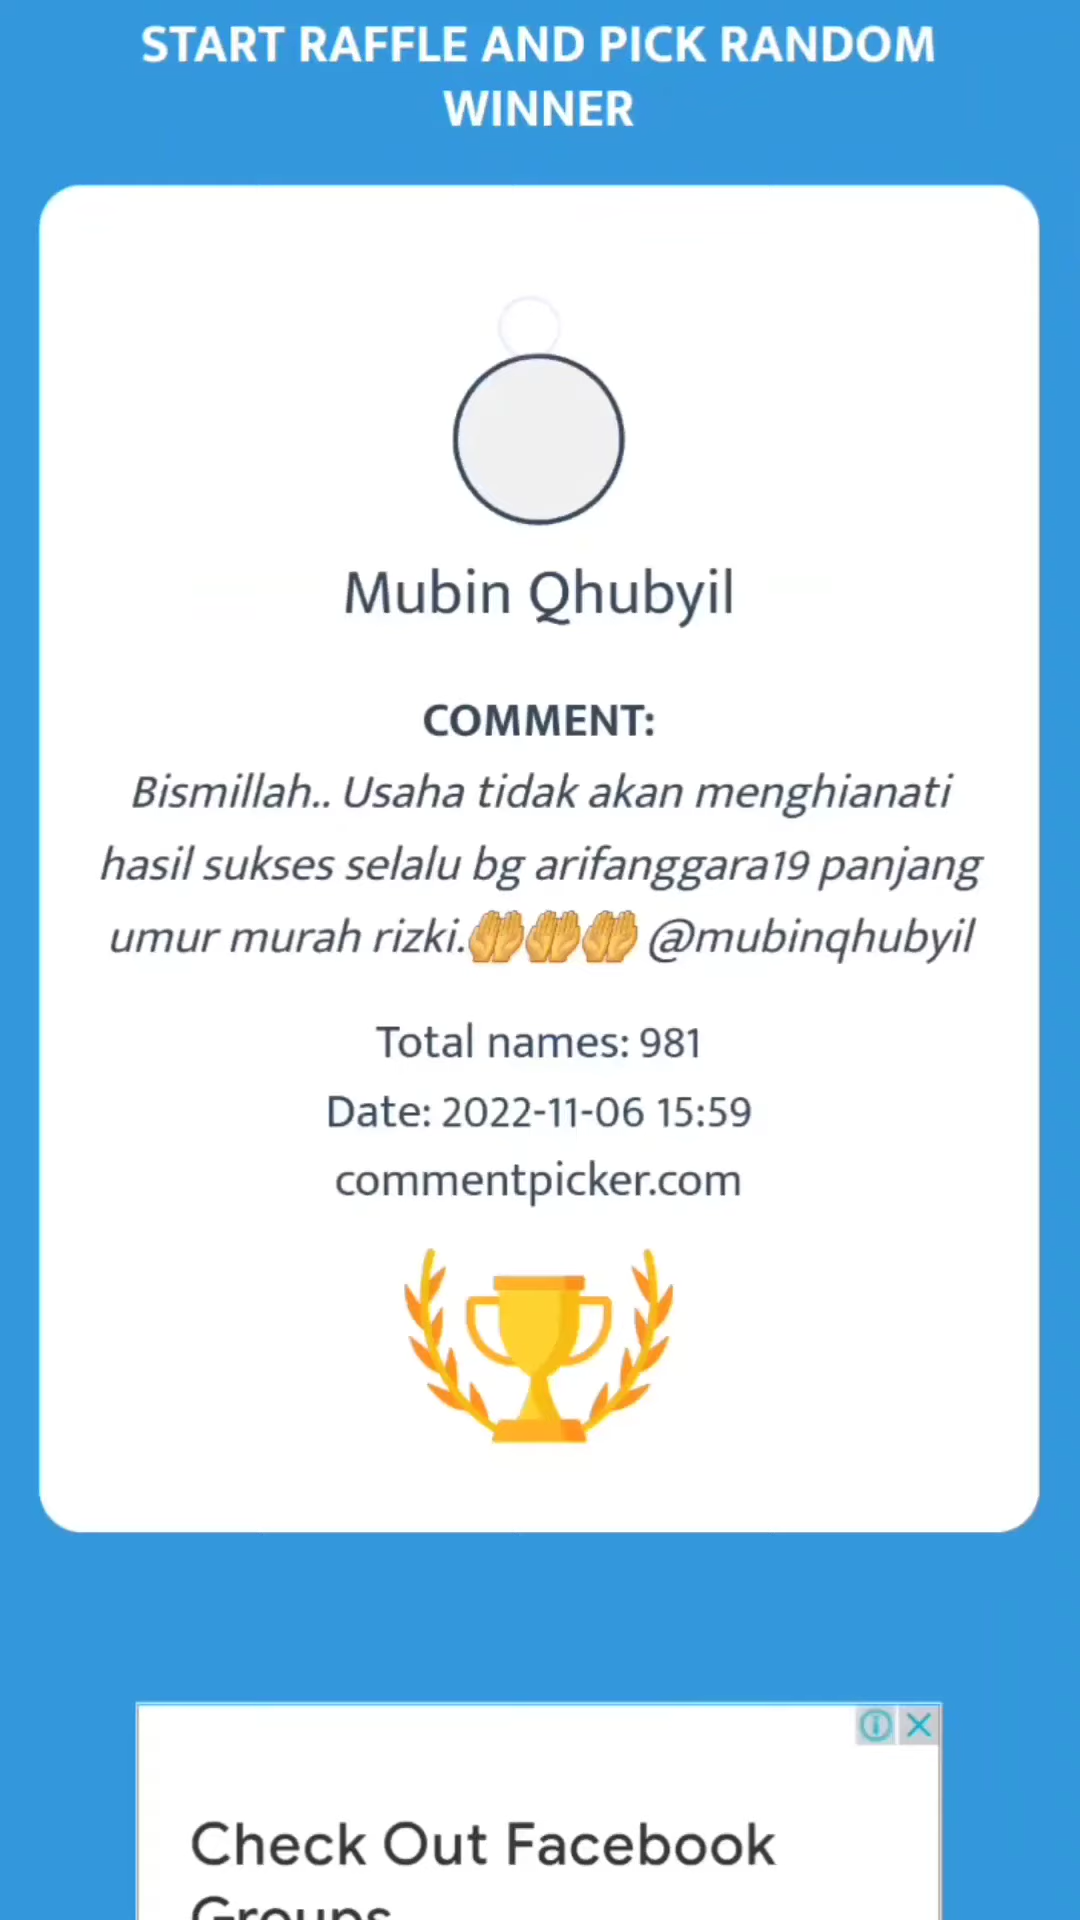 START RAFFLE AND PICK RANDOM
WINNER
Mubin Qhubyil
COMMENT:
Bismillah.. Usaha tidak akan menghianati
hasil sukses selalu bg arifanggara19 panjang
umur murah rizki.🤲🤲🤲 @mubinqhubyil
Total names: 981
Date: 2022-11-06 15:59
commentpicker.com
Check Out Facebook
Groups